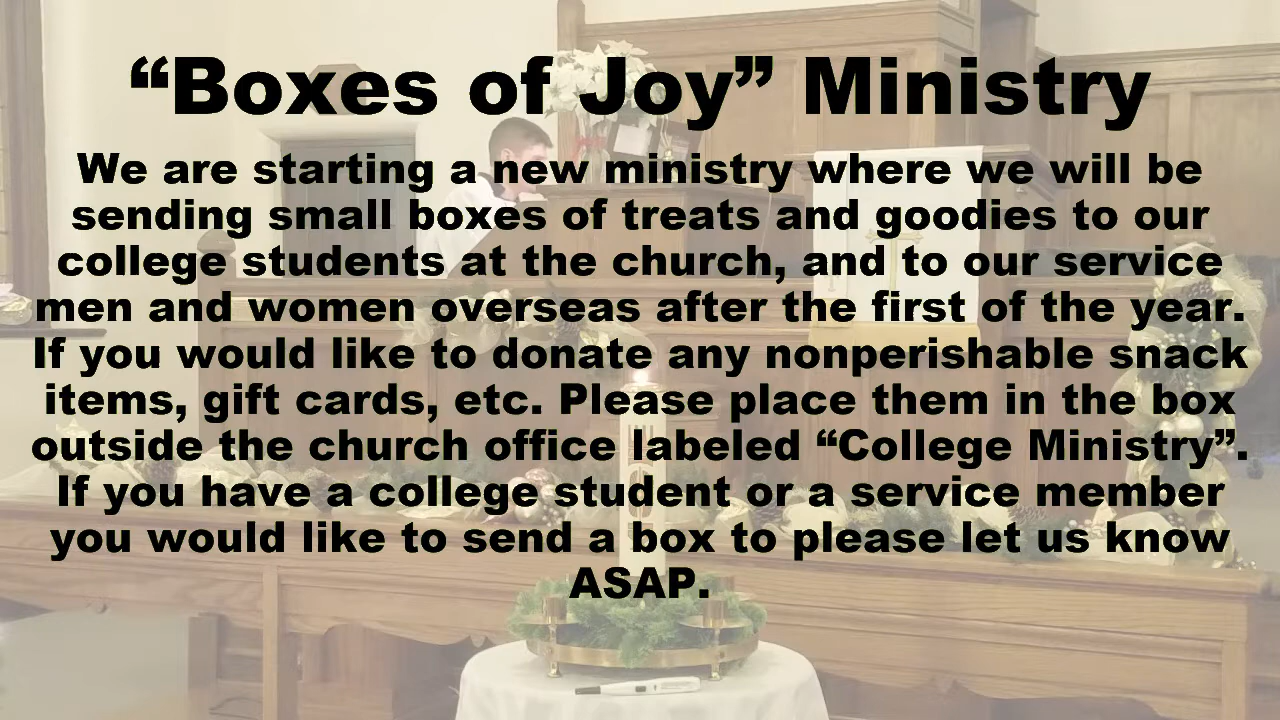 “Boxes of Joy” Ministry
We are starting a new ministry where we will be
sending small boxes of treats and goodies to our
college students at the church, and to our service
men and women overseas after the first of the year.
If you would like to donate any nonperishable snack
items, gift cards, etc. Please place them in the box
outside the church office labeled “College Ministry”.
If you have a college student or a service member
you would like to send a box to please let us know
ASAP.